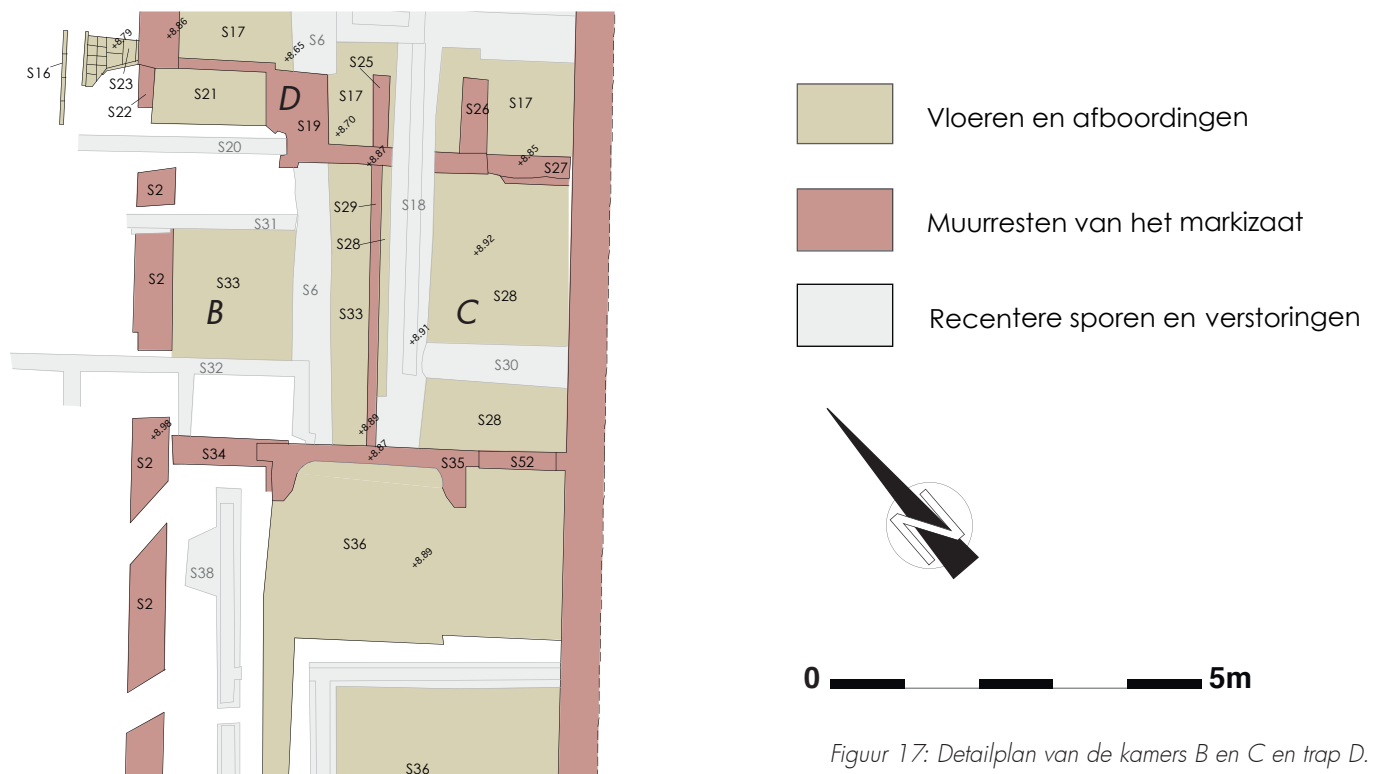 S17
S6
+8.86
+8.79
+8.65
S16
S23
S22
S21
D
S19
S25
S17
+8.70
S26
S17
S20
+8.87
+8.85
S27
S2
S31
S29
S28
S18
+8.92
S2
S33
B
S6
S33
S28
C
+8.91
S32
S30
+8.98
+8.89
S28
S2
S34
+8.87
S35
S52
S36
+8.89
S38
S2
S36
Vloeren en afboordingen
Muurresten van het markizaat
Recentere sporen en verstoringen
N
0
5m
Figuur 17: Detailplan van de kamers B en C en trap D.